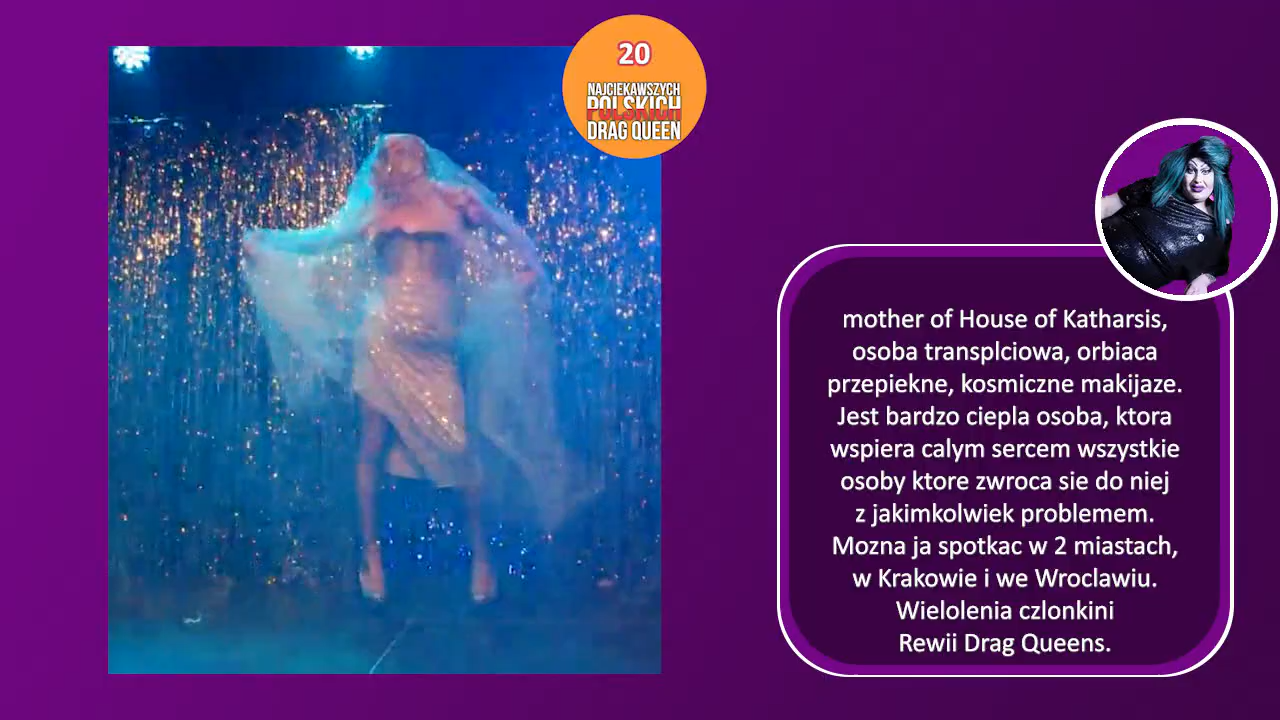 20
NAJCIEKAWSZYCH
POLSKICH
DRAG QUEEN
mother of House of Katharsis,
osoba transplciowa, orbiaca
przepiekne, kosmiczne makijaze.
Jest bardzo ciepla osoba, ktora
wspiera calym sercem wszystkie
osoby ktore zwroca sie do niej
z jakimkolwiek problemem.
Mozna ja spotkac w 2 miastach,
w Krakowie i we Wroclawiu.
Wielolenia czlonkini
Rewii Drag Queens.